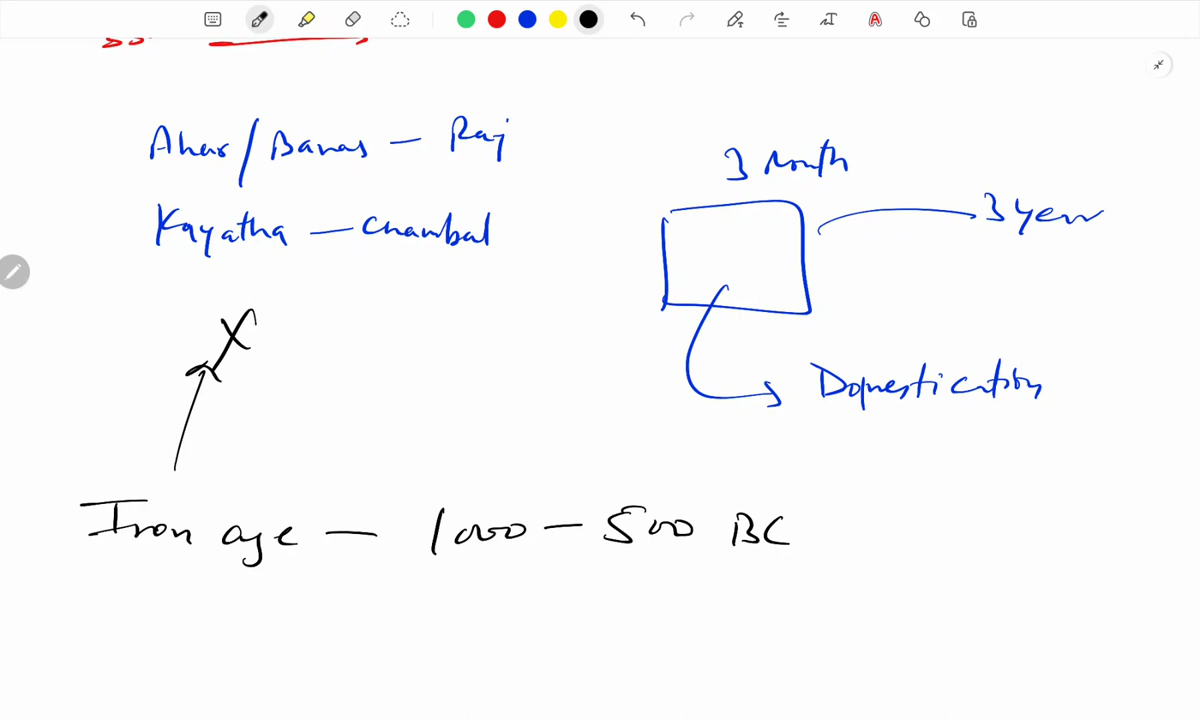 Ahar/Banas - Raj
Kayatha - Chambal
3 Month
3 year
Domestication
X
Iron age - 1000 - 500 BC